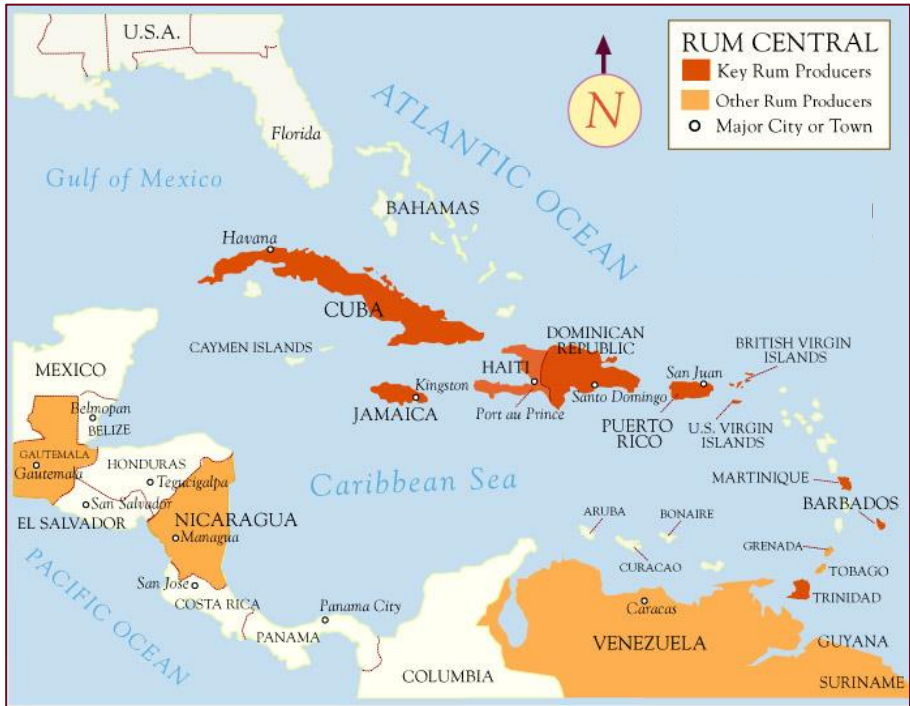 U.S.A.
RUM CENTRAL
Key Rum Producers
Other Rum Producers
Major City or Town
N
ATLANTIC OCEAN
Florida
Gulf of Mexico
BAHAMAS
Havana
CUBA
CAYMEN ISLANDS
DOMINICAN
REPUBLIC
HAITI
BRITISH VIRGIN
ISLANDS
San Juan
MEXICO
Kingston
JAMAICA
Port au Prince
Santo Domingo
PUERTO
RICO
U.S. VIRGIN
ISLANDS
Belmopan
BELIZE
GAUTEMALA
Gautemala
HONDURAS
Tegucigalpa
Caribbean Sea
MARTINIQUE
BARBADOS
San Salvador
EL SALVADOR
NICARAGUA
Managua
ARUBA
BONAIRE
CURACAO
GRENADA
TOBAGO
TRINIDAD
PACIFIC OCEAN
San Jose
COSTA RICA
Panama City
PANAMA
Caracas
VENEZUELA
GUYANA
COLUMBIA
SURINAME